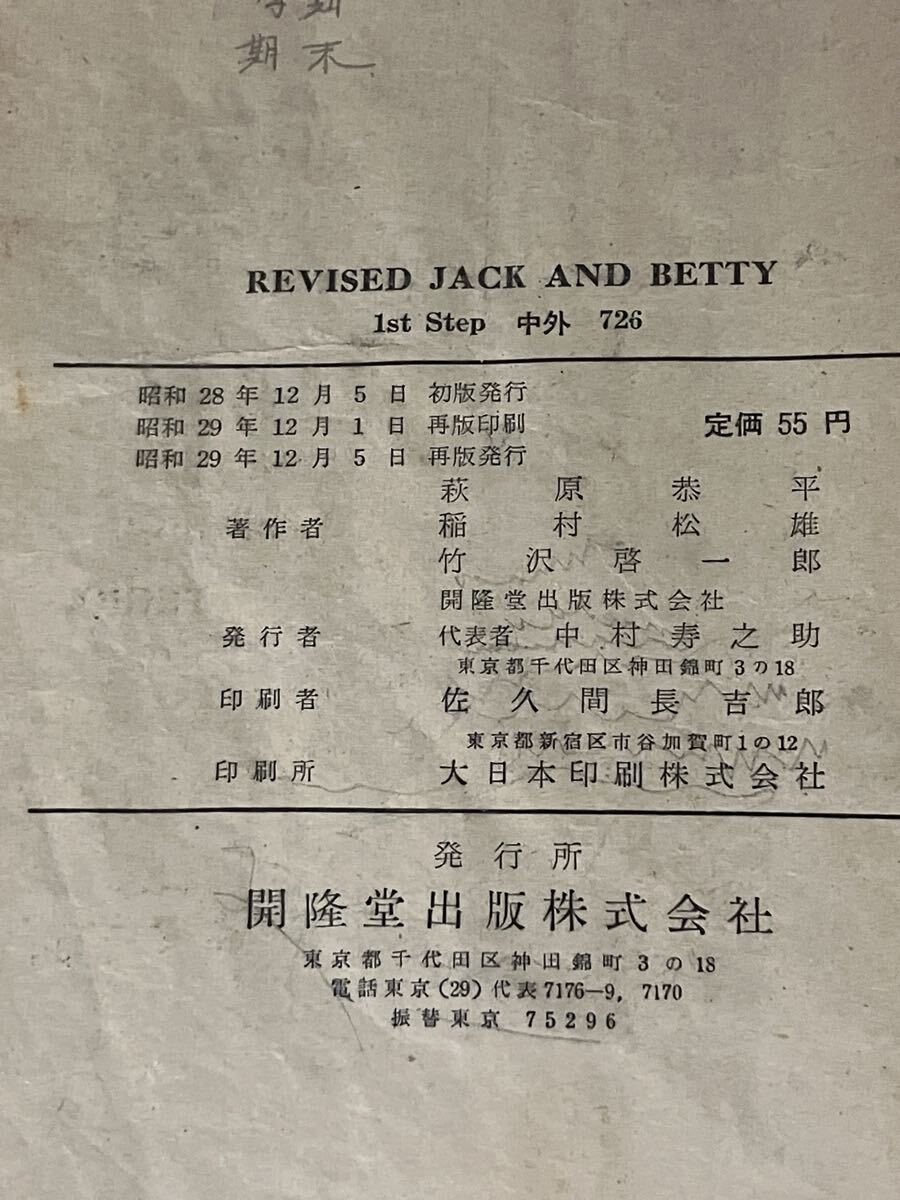 期末
REVISED JACK AND BETTY
1st Step 中外 726
昭和 28 年 12 月 5 日 初版発行
昭和 29 年 12 月 1 日 再版印刷
定価 55 円
昭和 29 年 12 月 5 日 再版発行
著作者
萩原恭平
稲村松雄
竹沢啓一郎
開隆堂出版株式会社
発行者 代表者 中村寿之助
東京都千代田区神田錦町 3 の 18
印刷者 佐久間長吉郎
東京都新宿区市谷加賀町 1 の 12
印刷所 大日本印刷株式会社
発行所
開隆堂出版株式会社
東京都千代田区神田錦町 3 の 18
電話東京 (29) 代表 7176—9, 7170
振替東京 75296